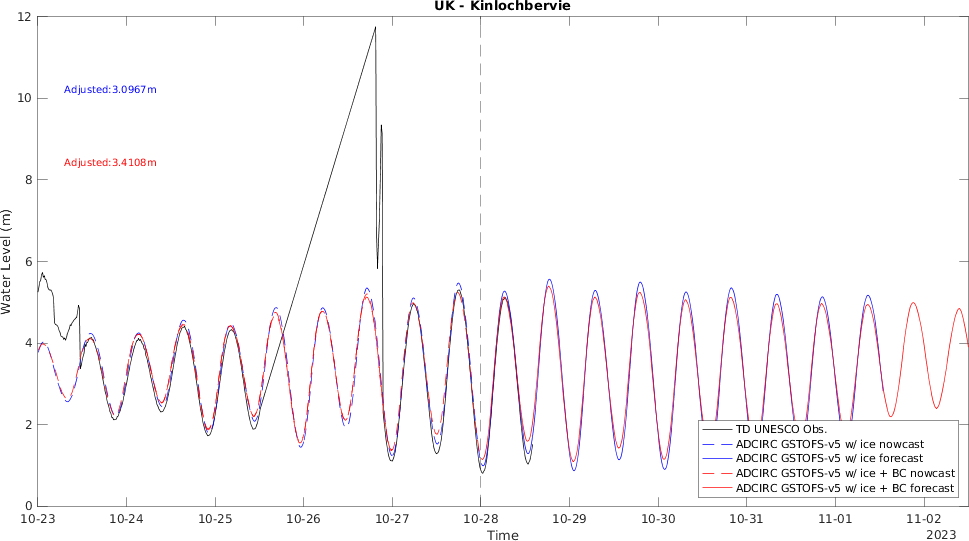 UK - Kinlochbervie
12
10
8
6
4
2
0
Water Level (m)
Adjusted:3.0967m
Adjusted:3.4108m
TD UNESCO Obs.
ADCIRC GSTOFS-v5 w/ ice nowcast
ADCIRC GSTOFS-v5 w/ ice forecast
ADCIRC GSTOFS-v5 w/ ice + BC nowcast
ADCIRC GSTOFS-v5 w/ ice + BC forecast
10-23 10-24 10-25 10-26 10-27 10-28 10-29 10-30 10-31 11-01 11-02
Time
2023